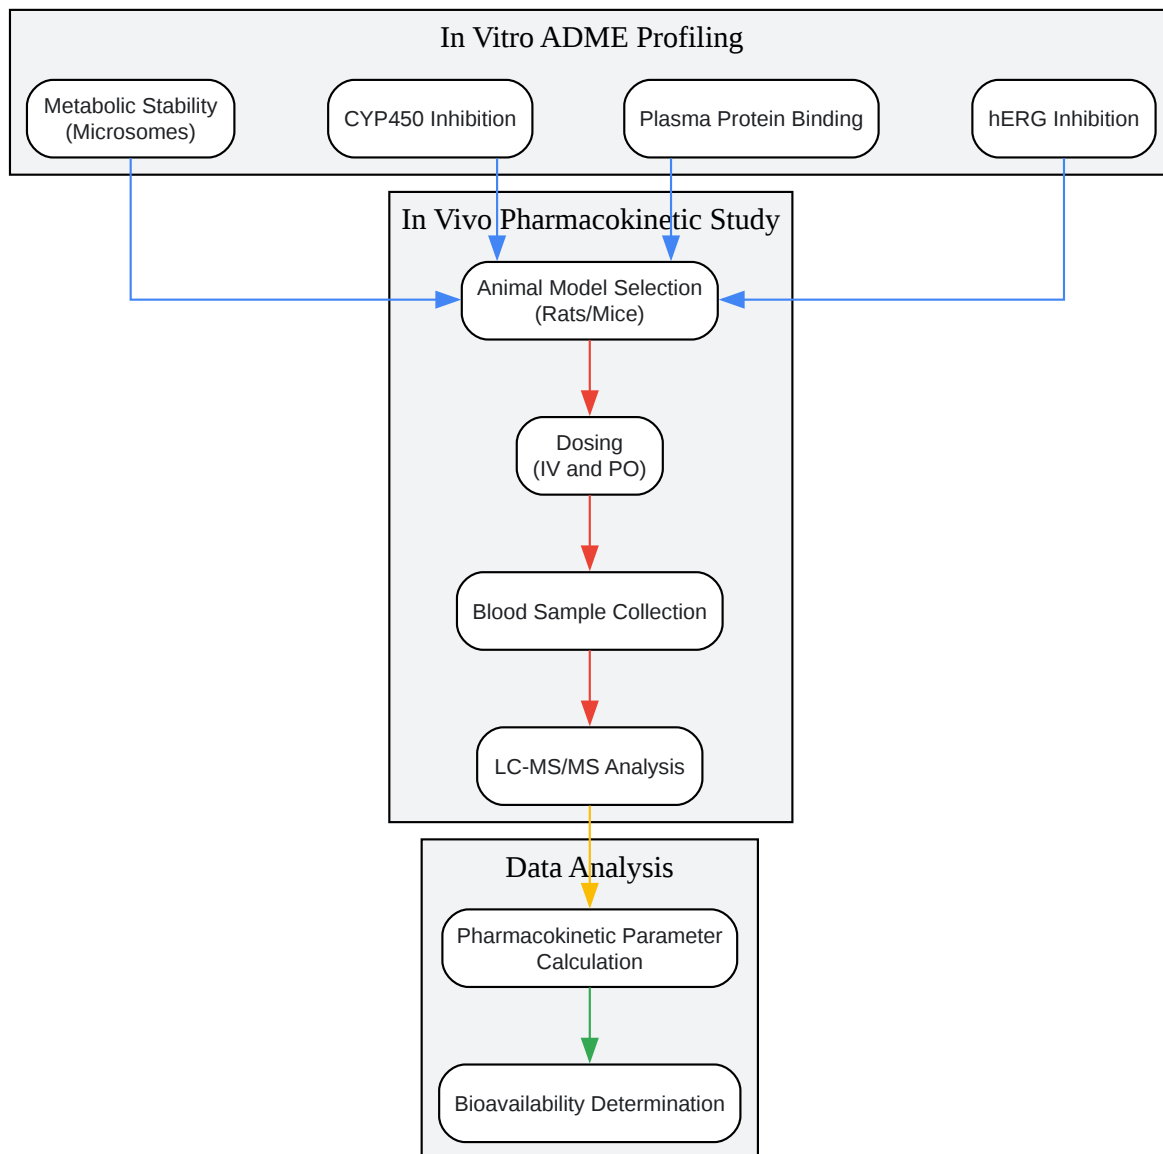 In Vitro ADME Profiling
Metabolic Stability
(Microsomes)
CYP450 Inhibition
Plasma Protein Binding
hERG Inhibition
In Vivo Pharmacokinetic Study
Animal Model Selection
(Rats/Mice)
Dosing
(IV and PO)
Blood Sample Collection
LC-MS/MS Analysis
Data Analysis
Pharmacokinetic Parameter
Calculation
Bioavailability Determination